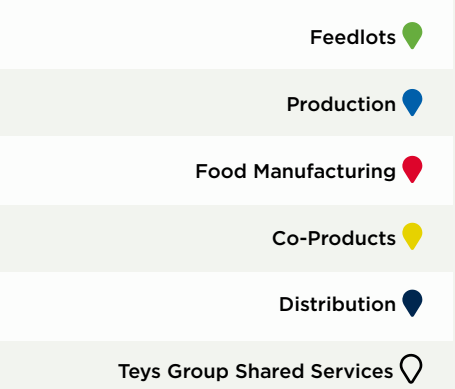 Feedlots
Production
Food Manufacturing
Co-Products
Distribution
Teys Group Shared Services